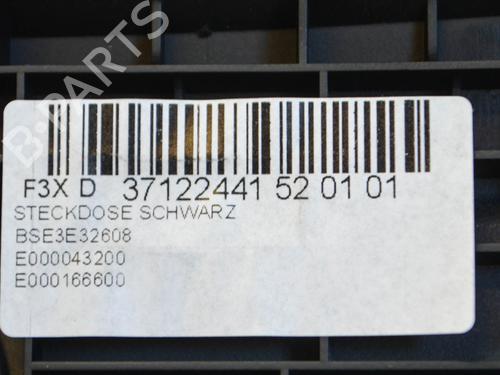 B-PARTS
F3X D 37122441 52 01 01
STECKDOSE SCHWARZ
BSE3E32608
E000043200
E000166600